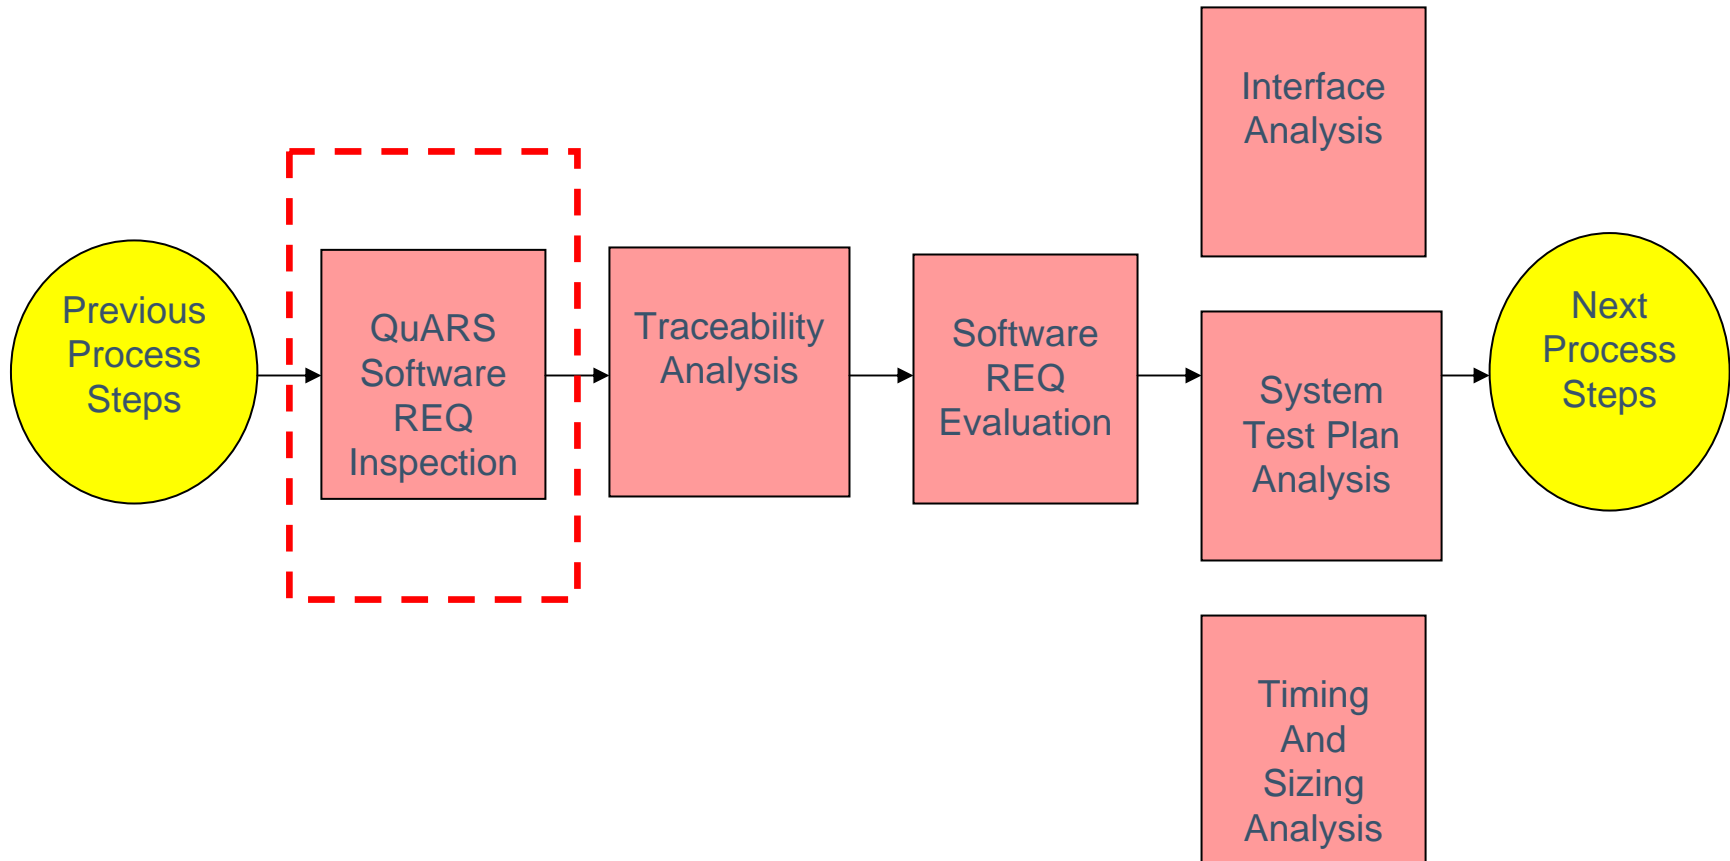 Previous
Process
Steps
QuARS
Software
REQ
Inspection
Traceability
Analysis
Software
REQ
Evaluation
Interface
Analysis
System
Test Plan
Analysis
Timing
And
Sizing
Analysis
Next
Process
Steps